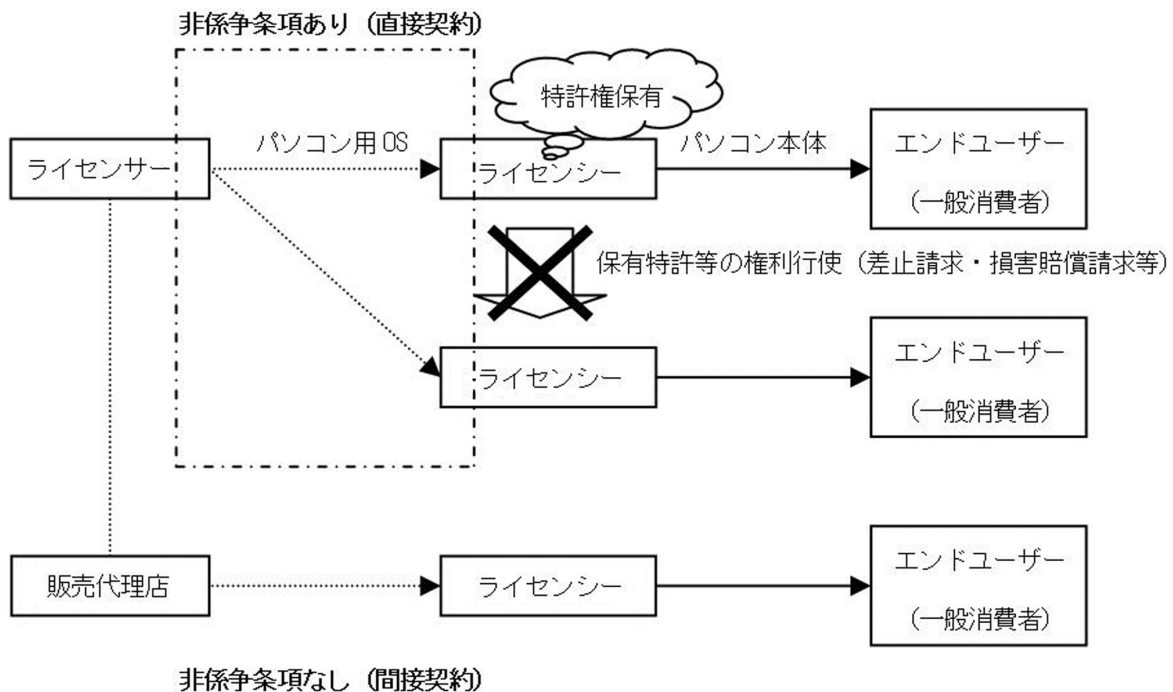 非係争条項あり（直接契約）
特許権保有
ライセンサー
パソコン用OS
ライセンシー
パソコン本体
エンドユーザー
（一般消費者）
保有特許等の権利行使（差止請求・損害賠償請求等）
ライセンシー
エンドユーザー
（一般消費者）
販売代理店
ライセンシー
エンドユーザー
（一般消費者）
非係争条項なし（間接契約）